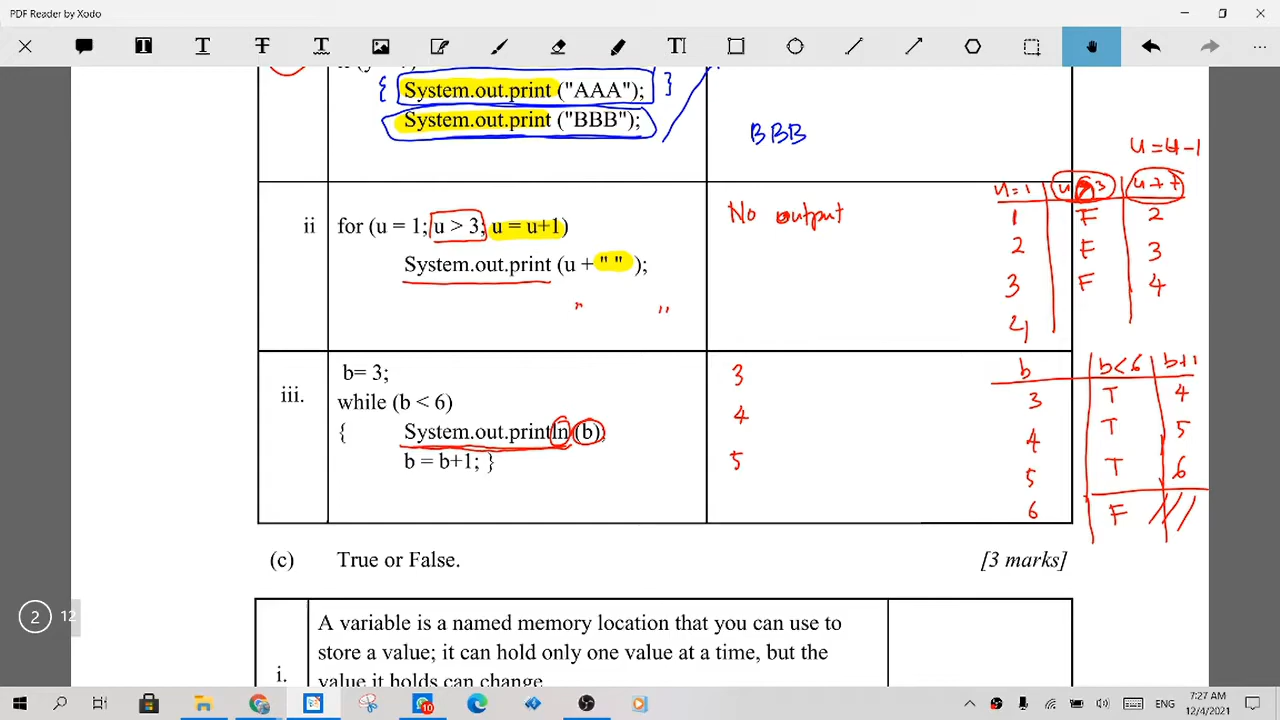 PDF Reader by Xodo
{ System.out.print ("AAA"); }
System.out.print ("BBB");
BBB
u = u-1
ii
for (u = 1; u > 3; u = u+1)
System.out.print (u + " " );
" "
No output
u=1 u 3 u++
1 F 2
2 F 3
3 F 4
4
iii.
b= 3;
while (b < 6)
{ System.out.println (b);
b = b+1; }
3
4
5
b b<6 b+1
3 T 4
4 T 5
5 T 6
6 F
(c) True or False. [3 marks]
i.
A variable is a named memory location that you can use to
store a value; it can hold only one value at a time, but the
value it holds can change.
2 12
10
ENG
7:27 AM
12/4/2021